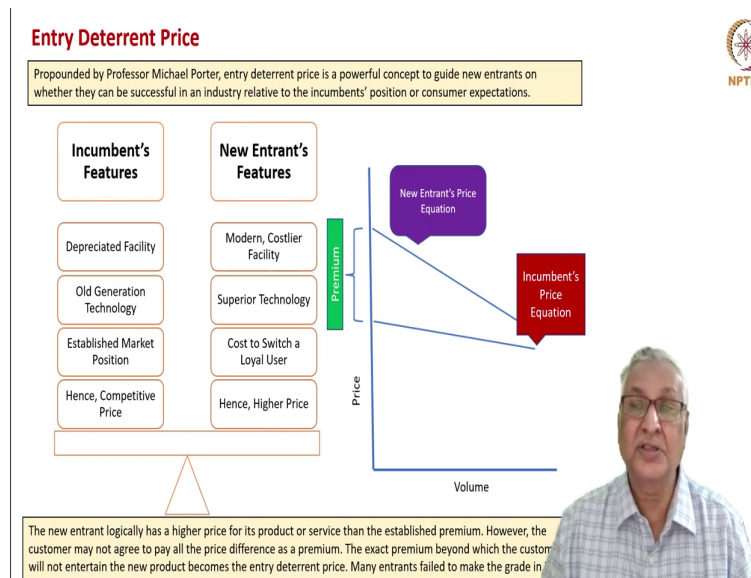 Entry Deterrent Price
Propounded by Professor Michael Porter, entry deterrent price is a powerful concept to guide new entrants on
whether they can be successful in an industry relative to the incumbents' position or consumer expectations.
Incumbent's
Features
New Entrant's
Features
Depreciated Facility
Modern, Costlier
Facility
Old Generation
Technology
Superior Technology
Established Market
Position
Cost to Switch a
Loyal User
Hence, Competitive
Price
Hence, Higher Price
Premium
New Entrant's Price
Equation
Incumbent's
Price
Equation
Price
Volume
The new entrant logically has a higher price for its product or service than the established premium. However, the
customer may not agree to pay all the price difference as a premium. The exact premium beyond which the
will not entertain the new product becomes the entry deterrent price. Many entrants failed to make the grade in